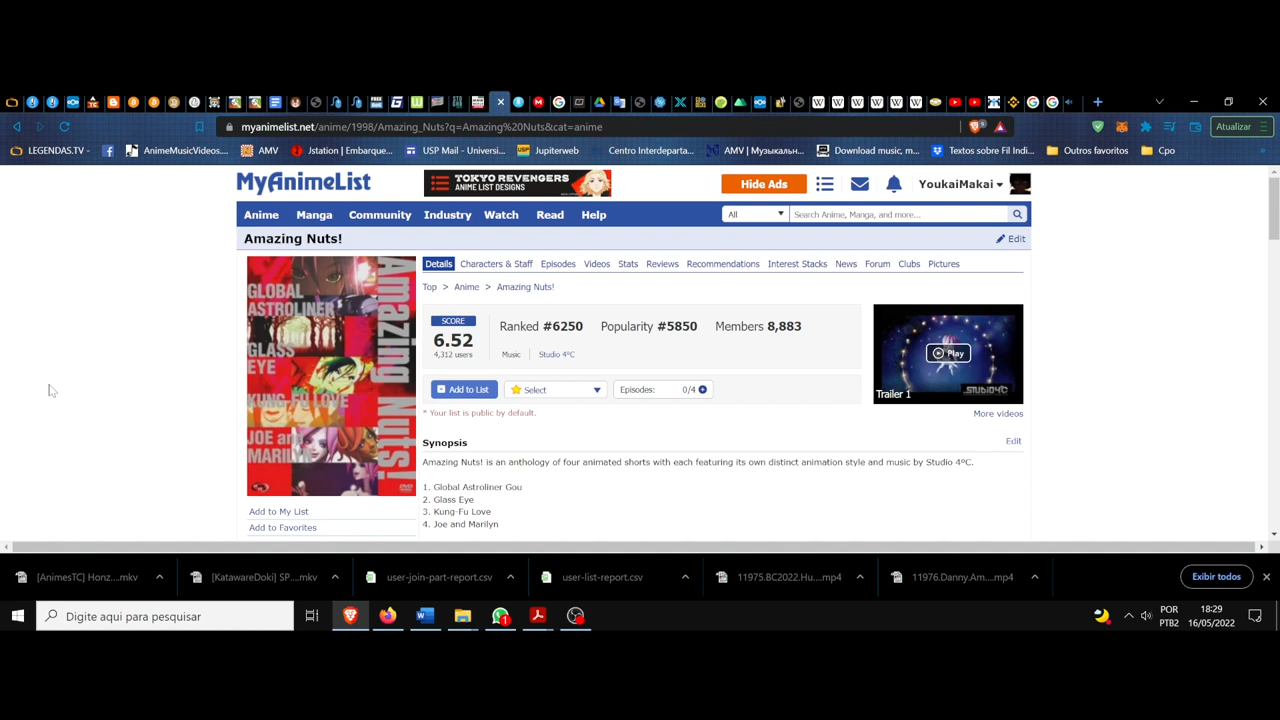 myanimelist.net/anime/1998/Amazing_Nuts?q=Amazing%20Nuts&cat=anime
Atualizar
LEGENDAS.TV -
AnimeMusicVideos...
AMV
Jstation | Embarque...
USP Mail - Universi...
Jupiterweb
Centro Interdeparta...
AMV | Музыкальн...
Download music, m...
Textos sobre Fil Indi...
Outros favoritos
Cpo
MyAnimeList
TOKYO REVENGERS
ANIME LIST DESIGNS
Hide Ads
YoukaiMakai
Anime Manga Community Industry Watch Read Help
All
Search Anime, Manga, and more...
Amazing Nuts!
Edit
GLOBAL
ASTROLINER
GLASS
EYE
KUNG-FU LOVE
JOE and
MARILYN
Amazing Nuts!
DVD
Details Characters & Staff Episodes Videos Stats Reviews Recommendations Interest Stacks News Forum Clubs Pictures
Top > Anime > Amazing Nuts!
SCORE
6.52
4,312 users
Ranked #6250 Popularity #5850 Members 8,883
Music Studio 4°C
Add to List
Select
Episodes: 0/4
* Your list is public by default.
Play
STUDIO4°C
Trailer 1
More videos
Synopsis
Edit
Amazing Nuts! is an anthology of four animated shorts with each featuring its own distinct animation style and music by Studio 4°C.
1. Global Astroliner Gou
2. Glass Eye
3. Kung-Fu Love
4. Joe and Marilyn
Add to My List
Add to Favorites
[AnimesTC] Honz....mkv
[KatawareDoki] SP....mkv
user-join-part-report.csv
user-list-report.csv
11975.BC2022.Hu....mp4
11976.Danny.Am....mp4
Exibir todos
Digite aqui para pesquisar
1
POR
PTB2
18:29
16/05/2022